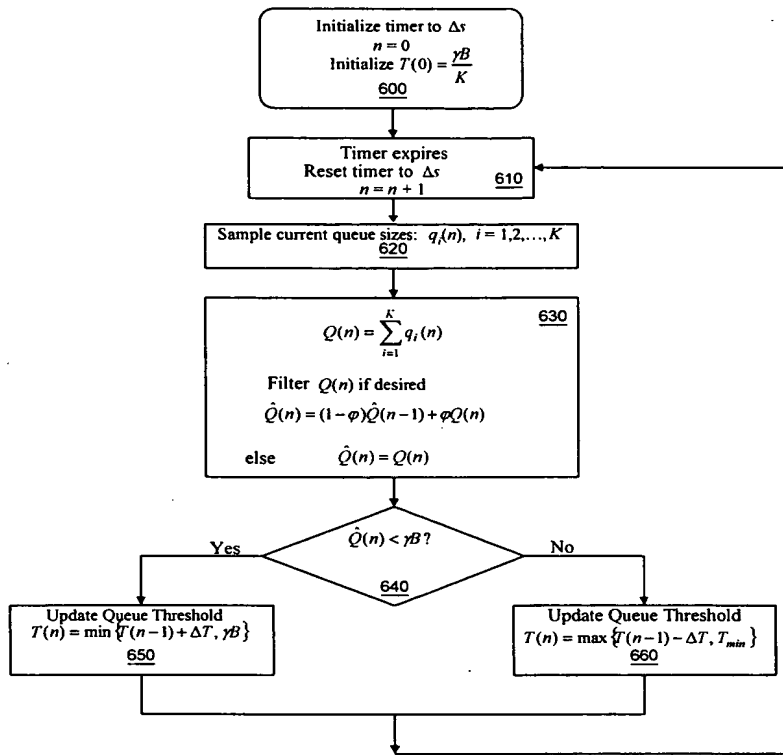 Initialize timer to Δs
n = 0
Initialize T(0) = γB / K
600
Timer expires
Reset timer to Δs
n = n + 1
610
Sample current queue sizes: q_i(n), i = 1,2,…,K
620
630
Q(n) = ∑_{i=1}^{K} q_i(n)
Filter Q(n) if desired
Q̂(n) = (1-φ)Q̂(n-1) + φQ(n)
else Q̂(n) = Q(n)
Q̂(n) < γB?
Yes
No
640
Update Queue Threshold
T(n) = min{T(n-1) + ΔT, γB}
650
Update Queue Threshold
T(n) = max{T(n-1) - ΔT, T_min}
660